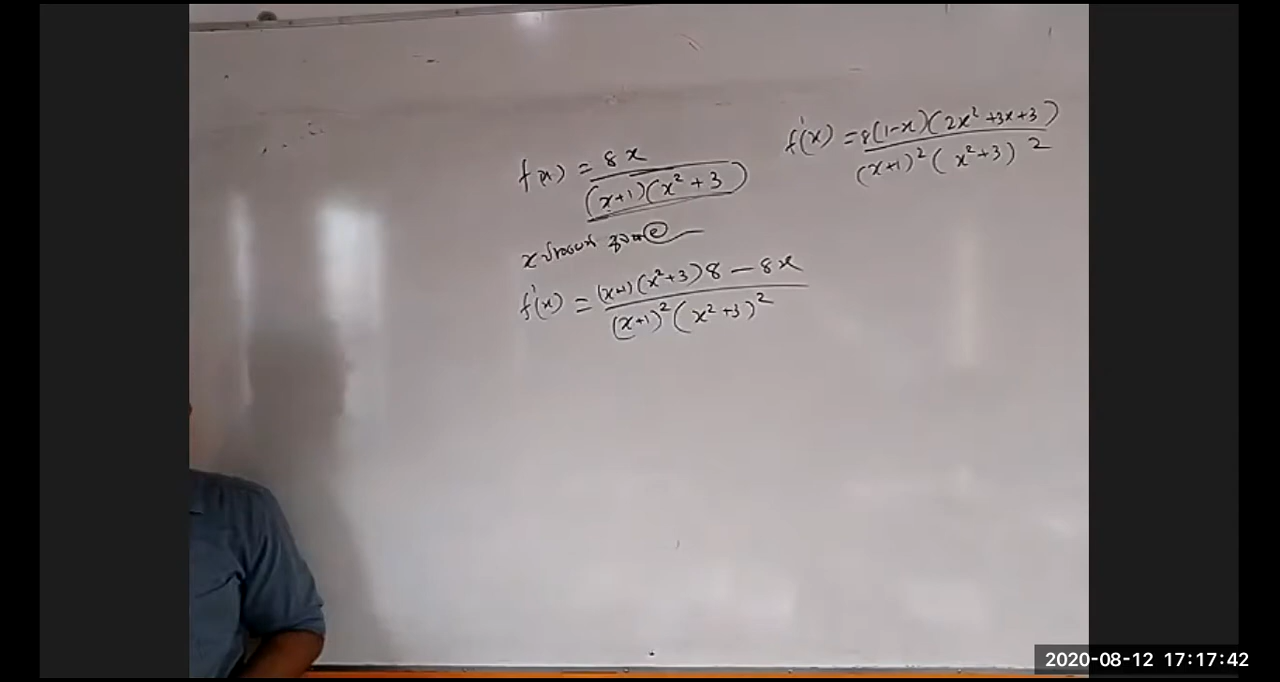 f(x) = 8x / (x+1)(x² + 3)
f'(x) = 8(1-x)(2x² + 3x + 3) / (x+1)² (x² + 3)²
x
f'(x) = (x+1)(x² + 3) 8 - 8x / (x+1)² (x² + 3)²
2020-08-12 17:17:42